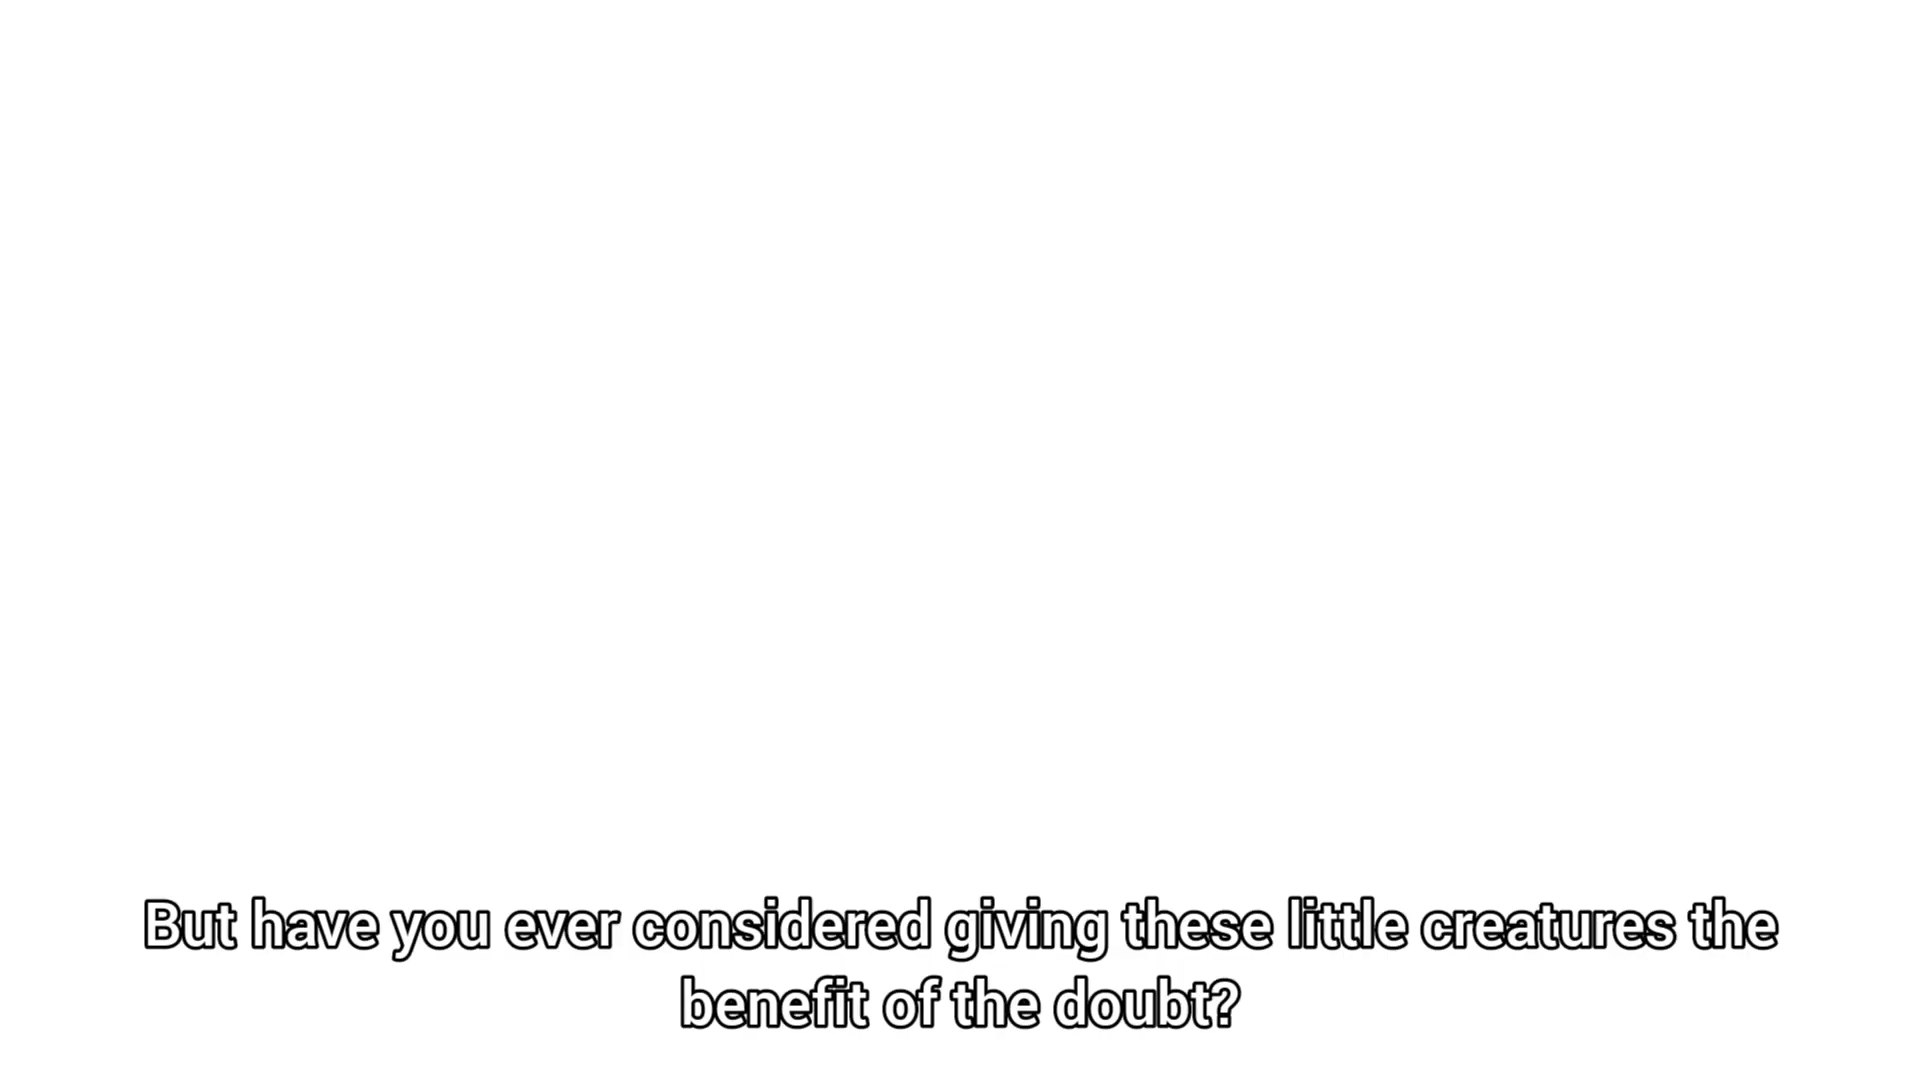 But have you ever considered giving these little creatures the
benefit of the doubt?